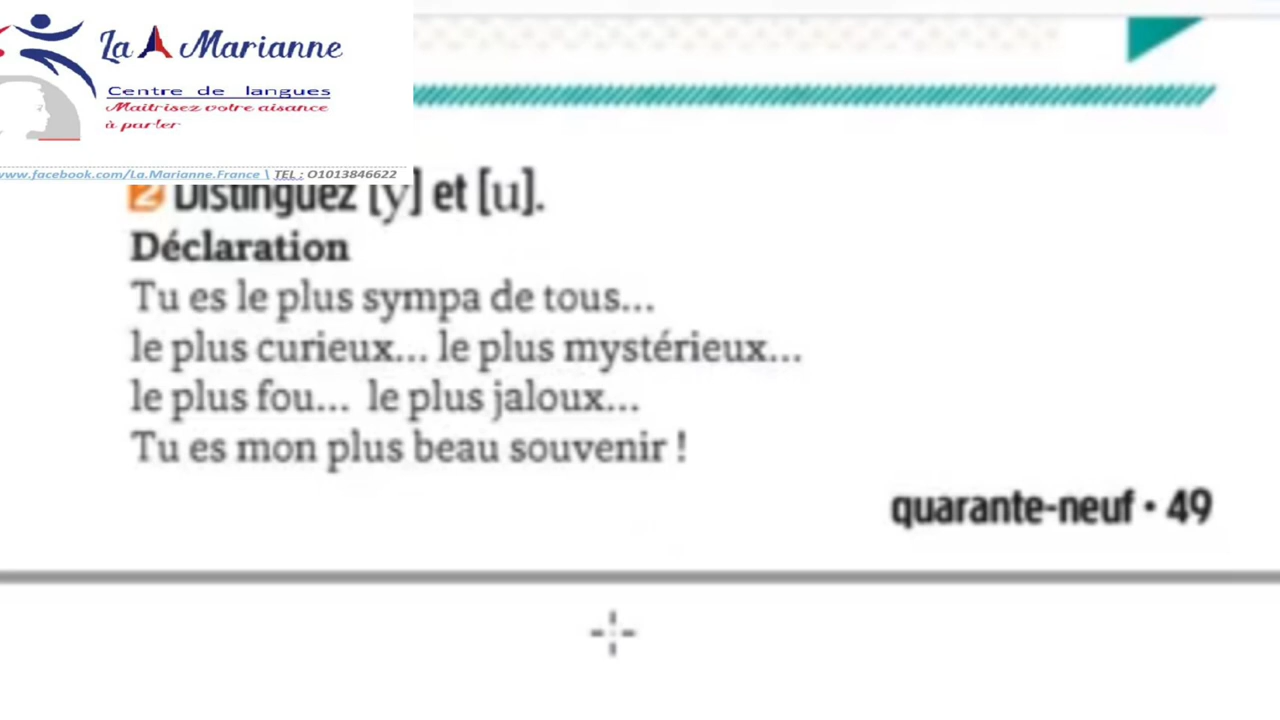 La Marianne
Centre de langues
Maitrisez votre aisance
à parler
www.facebook.com/La.Marianne.France \ TEL : 01013846622
2 Distinguez [y] et [u].
Déclaration
Tu es le plus sympa de tous...
le plus curieux... le plus mystérieux...
le plus fou... le plus jaloux...
Tu es mon plus beau souvenir !
quarante-neuf • 49